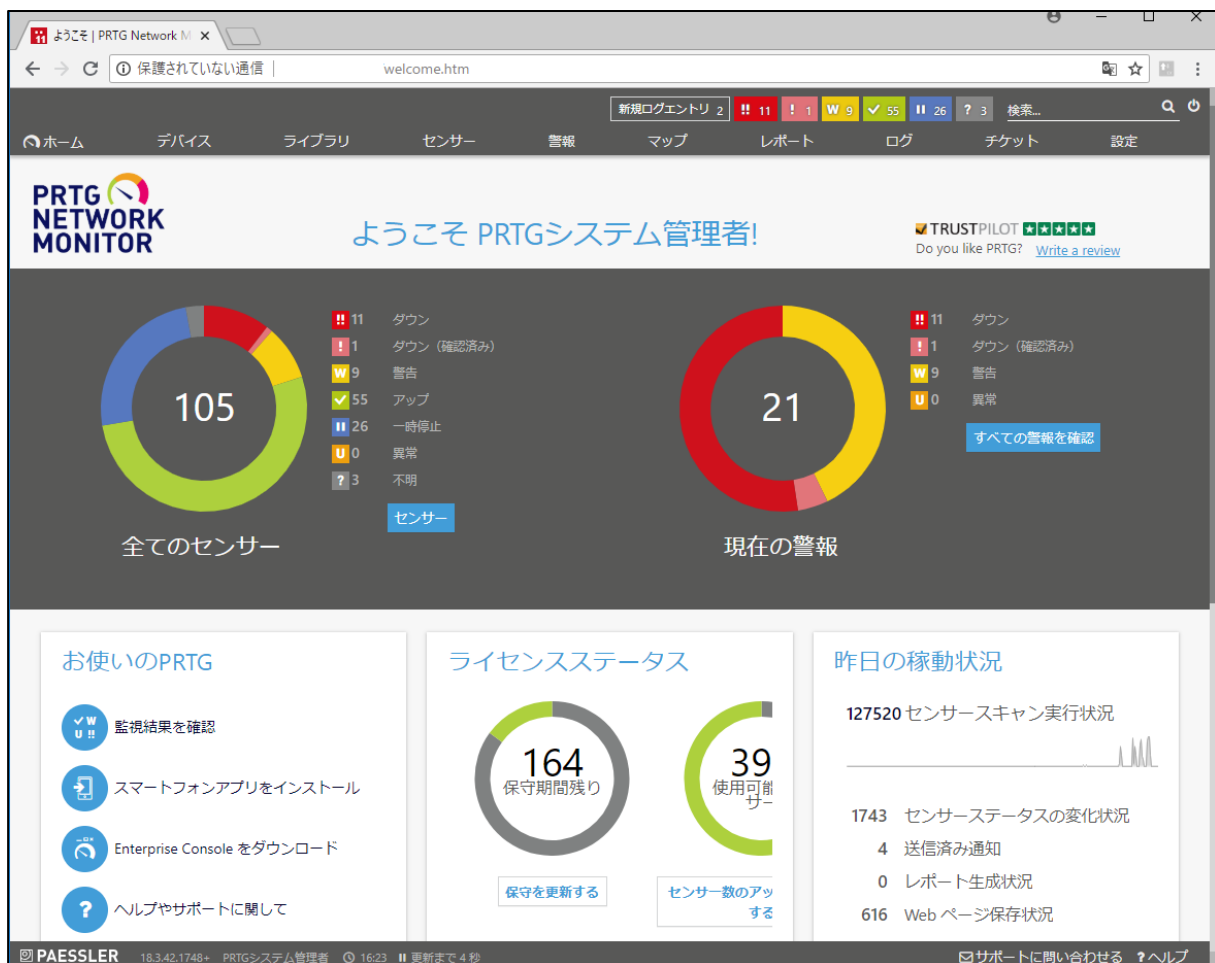 ようこそ | PRTG Network M
保護されていない通信 | welcome.htm
新規ログエントリ 2 !! 11 ! 1 W 9 55 26 ? 3 検索...
ホーム デバイス ライブラリ センサー 警報 マップ レポート ログ チケット 設定
PRTG
NETWORK
MONITOR
ようこそ PRTGシステム管理者!
TRUSTPILOT
Do you like PRTG? Write a review
105
全てのセンサー
!! 11 ダウン
! 1 ダウン（確認済み）
W 9 警告
55 アップ
26 一時停止
U 0 異常
? 3 不明
センサー
21
現在の警報
!! 11 ダウン
! 1 ダウン（確認済み）
W 9 警告
U 0 異常
すべての警報を確認
お使いのPRTG
W U !! 監視結果を確認
スマートフォンアプリをインストール
Enterprise Console をダウンロード
? ヘルプやサポートに関して
ライセンスステータス
164
保守期間残り
保守を更新する
39
使用可能
サー
センサー数のアッ
する
昨日の稼動状況
127520 センサースキャン実行状況
1743 センサーステータスの変化状況
4 送信済み通知
0 レポート生成状況
616 Web ページ保存状況
PAESSLER 18.3.42.1748+ PRTGシステム管理者 16:23 更新まで 4 秒 サポートに問い合わせる ? ヘルプ